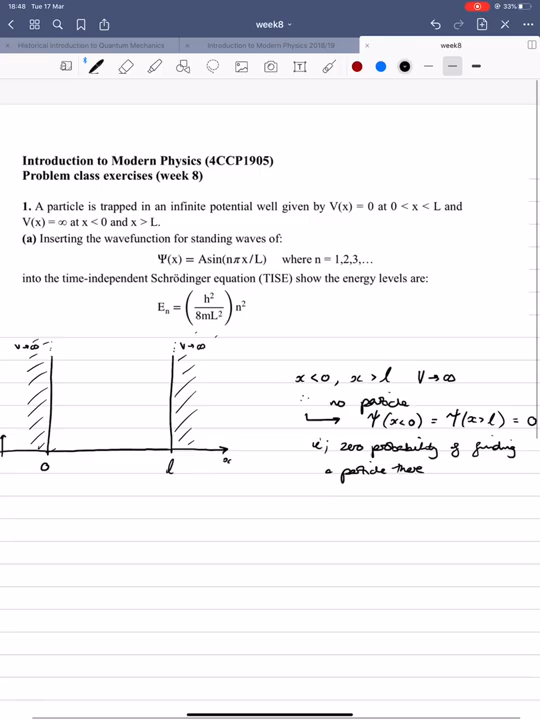 18:48 Tue 17 Mar
33%
week8
Historical Introduction to Quantum Mechanics
Introduction to Modern Physics 2018/19
week8
Introduction to Modern Physics (4CCP1905)
Problem class exercises (week 8)
1. A particle is trapped in an infinite potential well given by V(x) = 0 at 0 < x < L and
V(x) = ∞ at x < 0 and x > L.
(a) Inserting the wavefunction for standing waves of:
Ψ(x) = Asin(nπx/L) where n = 1,2,3,…
into the time-independent Schrödinger equation (TISE) show the energy levels are:
Eₙ = (h²/8mL²) n²
V→∞
V→∞
0
l
x
x<0, x>l V→∞
∴ no particle
↳ Ψ(x<0) = Ψ(x>l) = 0
ie; zero probability of finding
a particle there